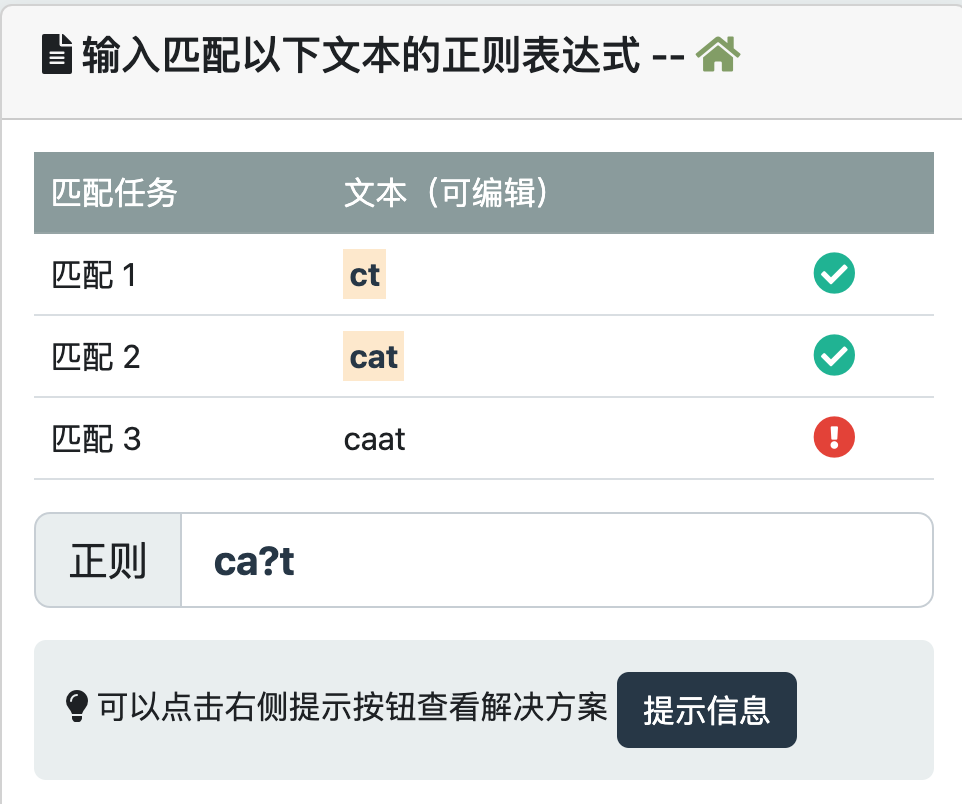 输入匹配以下文本的正则表达式 --
匹配任务 文本（可编辑）
匹配 1 ct
匹配 2 cat
匹配 3 caat
正则 ca?t
可以点击右侧提示按钮查看解决方案 提示信息